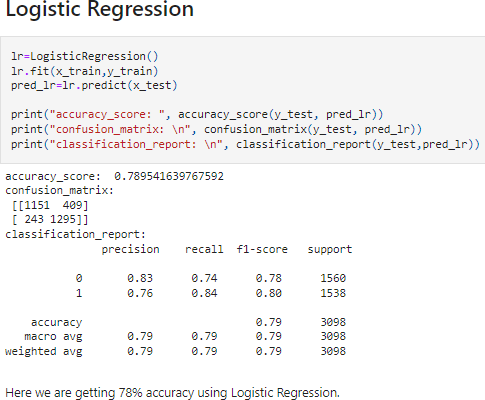 Logistic Regression
lr=LogisticRegression()
lr.fit(x_train,y_train)
pred_lr=lr.predict(x_test)
print("accuracy_score: ", accuracy_score(y_test, pred_lr))
print("confusion_matrix: \n", confusion_matrix(y_test, pred_lr))
print("classification_report: \n", classification_report(y_test,pred_lr))
accuracy_score:  0.789541639767592
confusion_matrix:
[[1151  409]
[ 243 1295]]
classification_report:
precision    recall  f1-score   support
0       0.83      0.74      0.78      1560
1       0.76      0.84      0.80      1538
accuracy                           0.79      3098
macro avg       0.79      0.79      0.79      3098
weighted avg       0.79      0.79      0.79      3098
Here we are getting 78% accuracy using Logistic Regression.